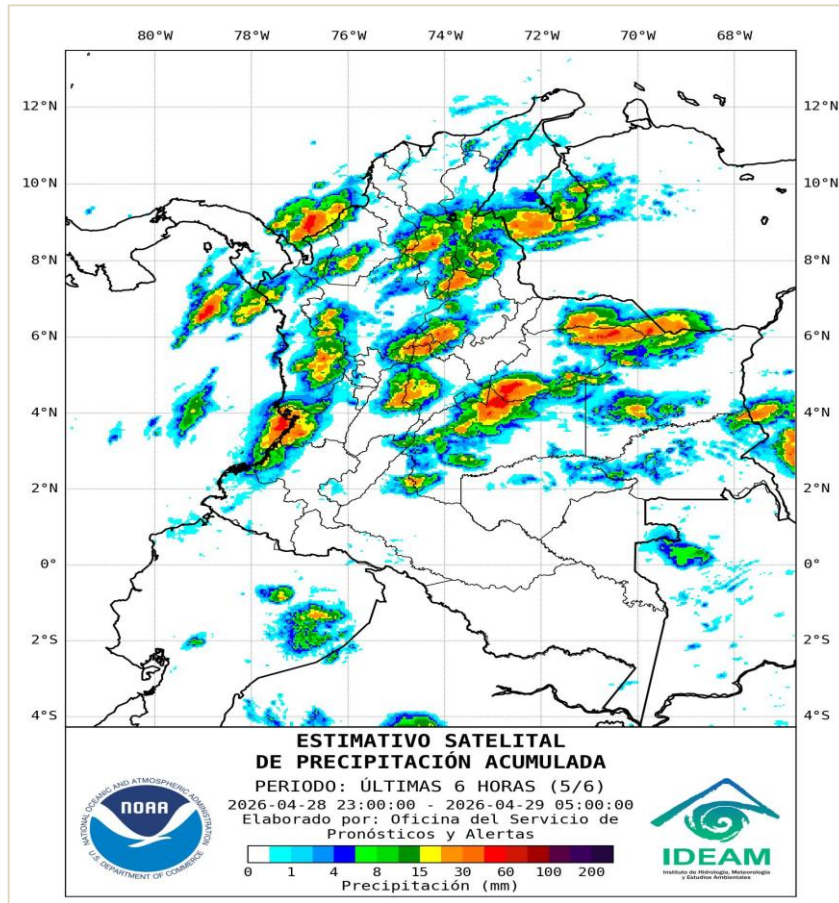 80°W 78°W 76°W 74°W 72°W 70°W 68°W
12°N 12°N
10°N 10°N
8°N 8°N
6°N 6°N
4°N 4°N
2°N 2°N
0° 0°
2°S 2°S
4°S 4°S
ESTIMATIVO SATELITAL
DE PRECIPITACIÓN ACUMULADA
PERIODO: ÚLTIMAS 6 HORAS (5/6)
2026-04-28 23:00:00 - 2026-04-29 05:00:00
Elaborado por: Oficina del Servicio de
Pronósticos y Alertas
0 1 4 8 15 30 60 100 200
Precipitación (mm)
NATIONAL OCEANIC AND ATMOSPHERIC ADMINISTRATION
NOAA
U.S. DEPARTMENT OF COMMERCE
IDEAM
Instituto de Hidrología, Meteorología
y Estudios Ambientales